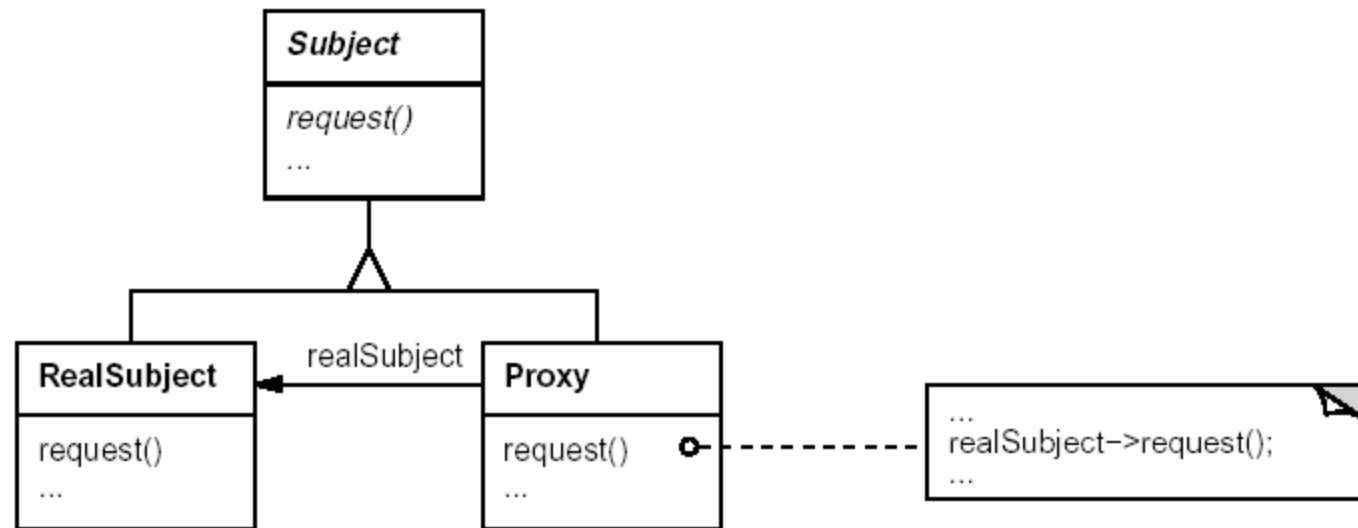 Subject
request()
...
realSubject
RealSubject
request()
...
Proxy
request()
...
...
realSubject−>request();
...